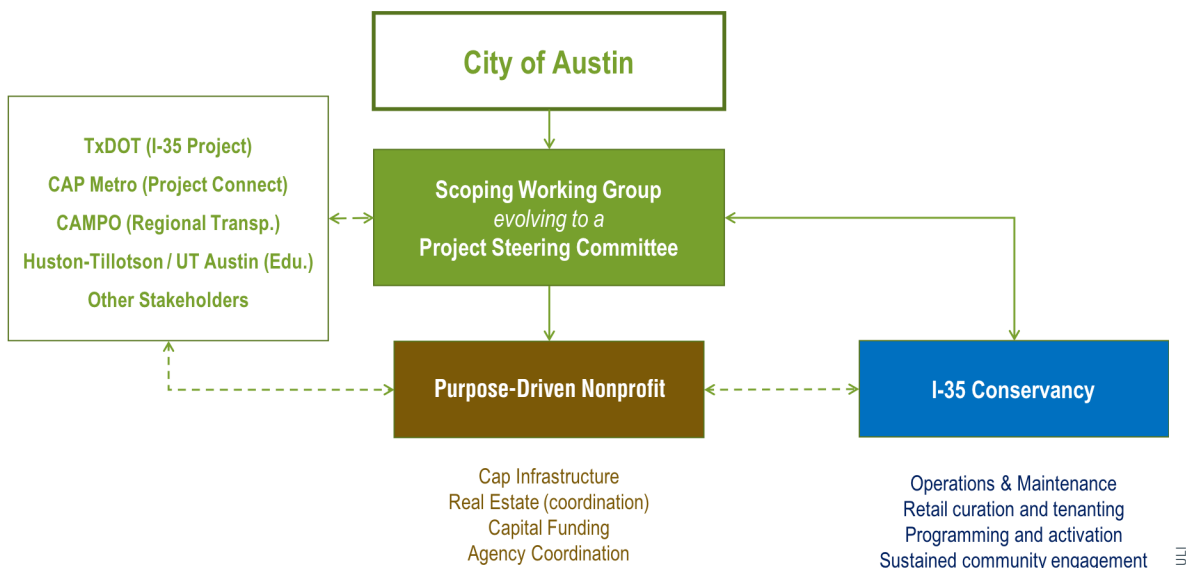 City of Austin
TxDOT (I-35 Project)
CAP Metro (Project Connect)
CAMPO (Regional Transp.)
Huston-Tillotson / UT Austin (Edu.)
Other Stakeholders
Scoping Working Group
evolving to a
Project Steering Committee
Purpose-Driven Nonprofit
I-35 Conservancy
Cap Infrastructure
Real Estate (coordination)
Capital Funding
Agency Coordination
Operations & Maintenance
Retail curation and tenanting
Programming and activation
Sustained community engagement
ULI